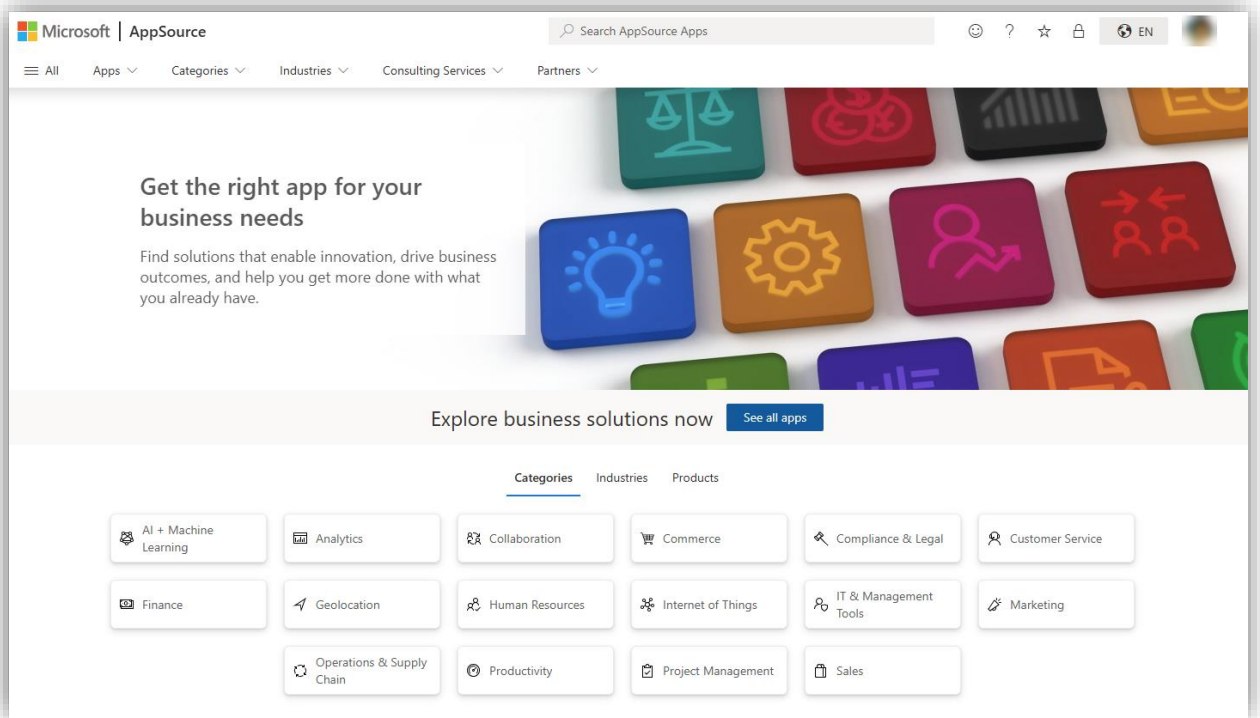 Microsoft | AppSource
Search AppSource Apps
? EN
All Apps Categories Industries Consulting Services Partners
Get the right app for your
business needs
Find solutions that enable innovation, drive business
outcomes, and help you get more done with what
you already have.
Explore business solutions now See all apps
Categories Industries Products
AI + Machine
Learning
Analytics
Collaboration
Commerce
Compliance & Legal
Customer Service
Finance
Geolocation
Human Resources
Internet of Things
IT & Management
Tools
Marketing
Operations & Supply
Chain
Productivity
Project Management
Sales